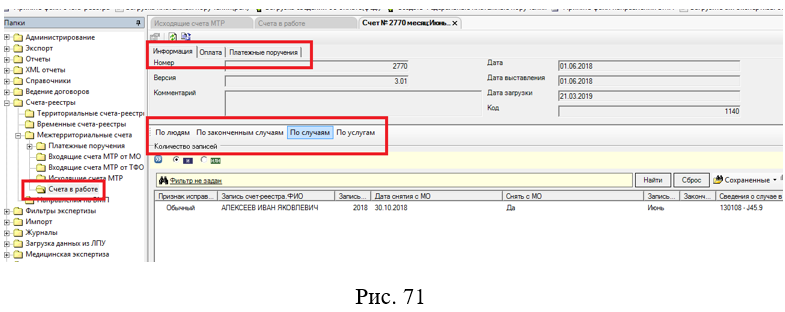 Папки
Администрирование
Экспорт
Отчеты
XML отчеты
Справочники
Ведение договоров
Счета-реестры
Территориальные счета-реестры
Временные счета-реестры
Межтерриториальные счета
Платежные поручения
Входящие счета МТР от МО
Входящие счета МТР от ТФО
Исходящие счета МТР
Счета в работе
Направления по ВМП
Фильтры экспертизы
Импорт
Журналы
Загрузка данных из ЛПУ
Медицинская экспертиза
Исходящие счета МТР Счета в работе Счет № 2770 месяц Июнь... X
Информация Оплата Платежные поручения
Номер 2770 Дата 01.06.2018
Версия 3.01 Дата выставления 01.06.2018
Комментарий Дата загрузки 21.03.2019
Код 1140
По людям По законченным случаям По случаям По услугам
Количество записей
И ИЛИ
Фильтр не задан Найти Сброс Сохраненные
Признак исправ... Запись счет-реестра.ФИО Запись... Дата снятия с МО Снять с МО Запись... Законч... Сведения о случае в
Обычный АЛЕКСЕЕВ ИВАН ЯКОВЛЕВИЧ 2018 30.10.2018 Да Июнь 130108 - J45.9
Рис. 71